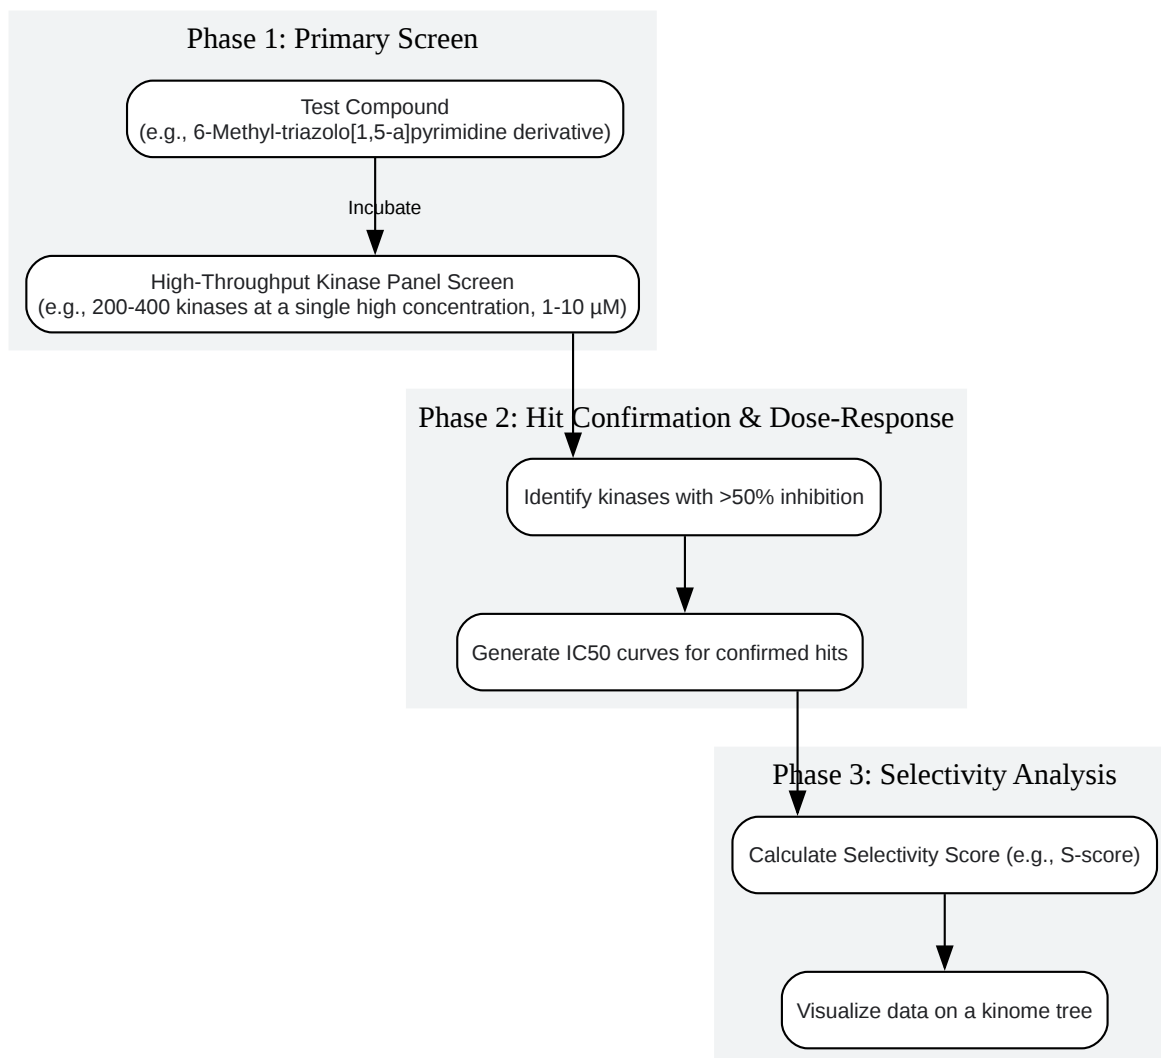 Phase 1: Primary Screen
Test Compound
(e.g., 6-Methyl-triazolo[1,5-a]pyrimidine derivative)
Incubate
High-Throughput Kinase Panel Screen
(e.g., 200-400 kinases at a single high concentration, 1-10 µM)
Phase 2: Hit Confirmation & Dose-Response
Identify kinases with >50% inhibition
Generate IC50 curves for confirmed hits
Phase 3: Selectivity Analysis
Calculate Selectivity Score (e.g., S-score)
Visualize data on a kinome tree